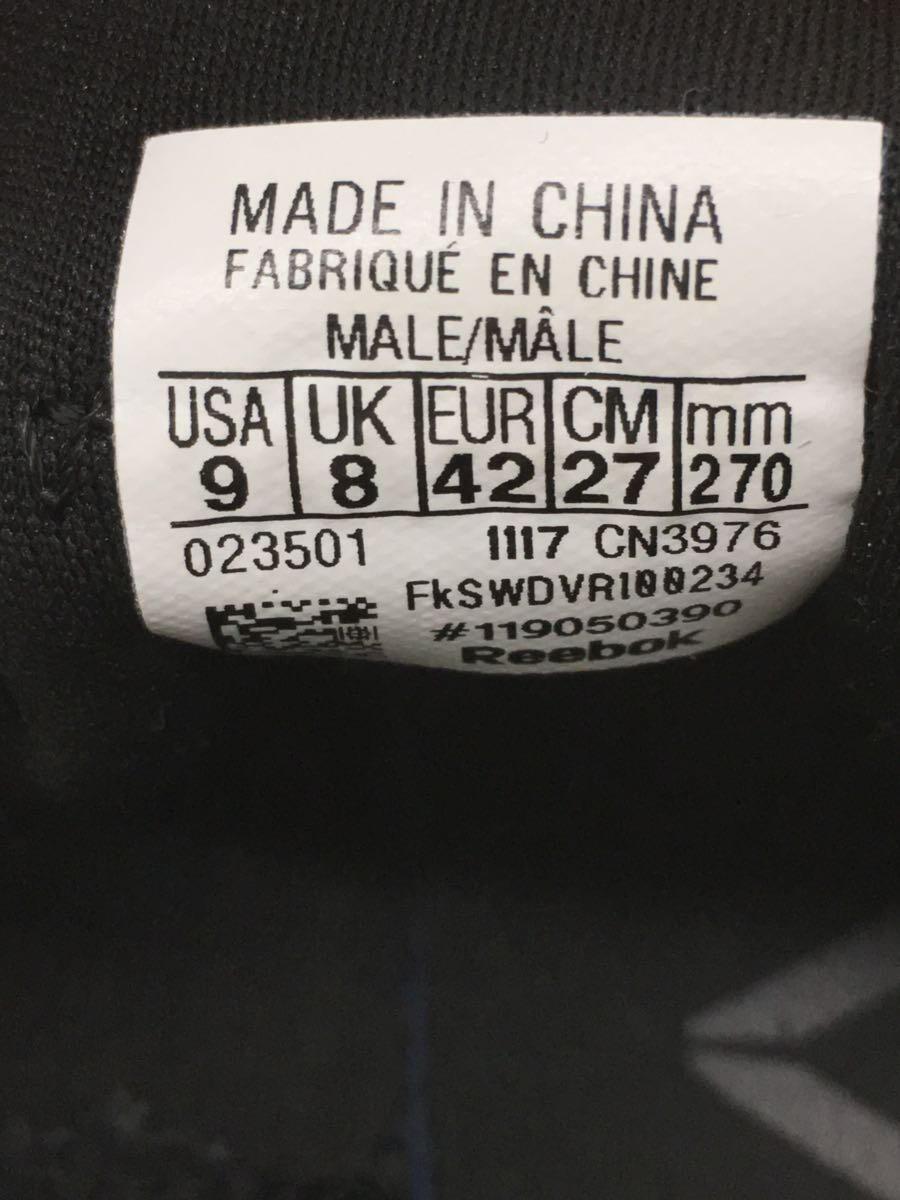 MADE IN CHINA
FABRIQUÉ EN CHINE
MALE/MÂLE
USA UK EUR CM mm
9 8 42 27 270
023501 1117 CN3976
FkSWDVR100234
#119050390
Reebok